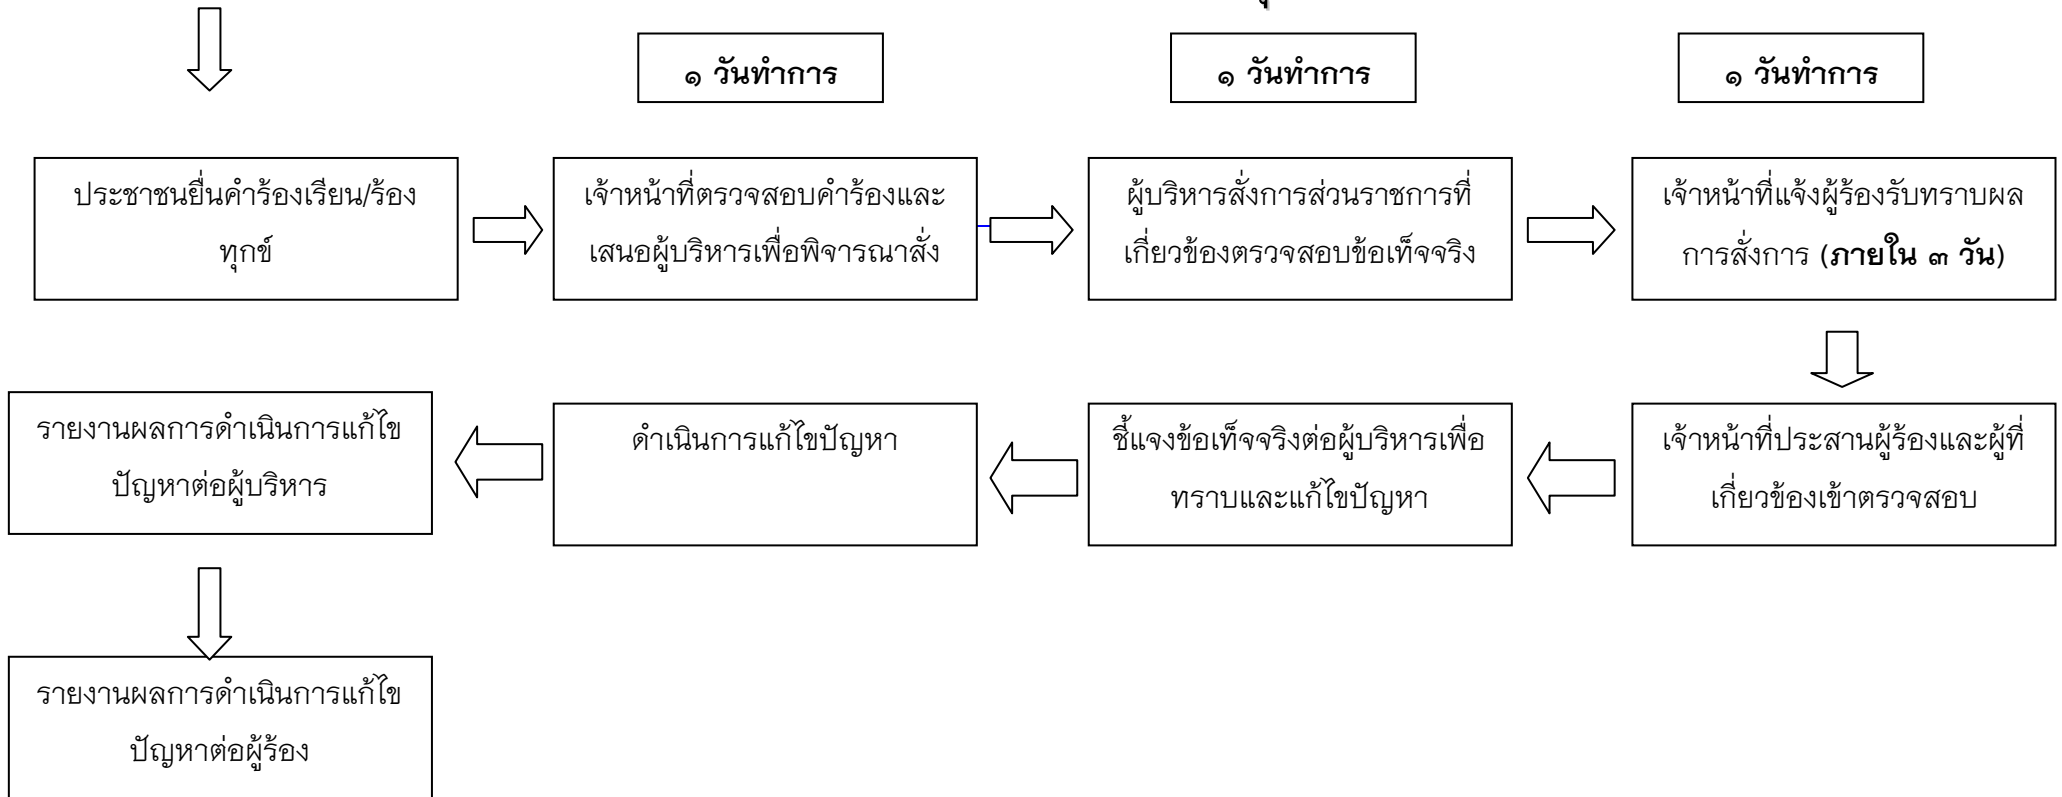 ๑ วันทำการ
๑ วันทำการ
๑ วันทำการ
ประชาชนยื่นคำร้องเรียน/ร้อง
ทุกข์
เจ้าหน้าที่ตรวจสอบคำร้องและ
เสนอผู้บริหารเพื่อพิจารณาสั่ง
ผู้บริหารสั่งการส่วนราชการที่
เกี่ยวข้องตรวจสอบข้อเท็จจริง
เจ้าหน้าที่แจ้งผู้ร้องรับทราบผล
การสั่งการ (ภายใน ๓ วัน)
เจ้าหน้าที่ประสานผู้ร้องและผู้ที่
เกี่ยวข้องเข้าตรวจสอบ
ชี้แจงข้อเท็จจริงต่อผู้บริหารเพื่อ
ทราบและแก้ไขปัญหา
ดำเนินการแก้ไขปัญหา
รายงานผลการดำเนินการแก้ไข
ปัญหาต่อผู้บริหาร
รายงานผลการดำเนินการแก้ไข
ปัญหาต่อผู้ร้อง